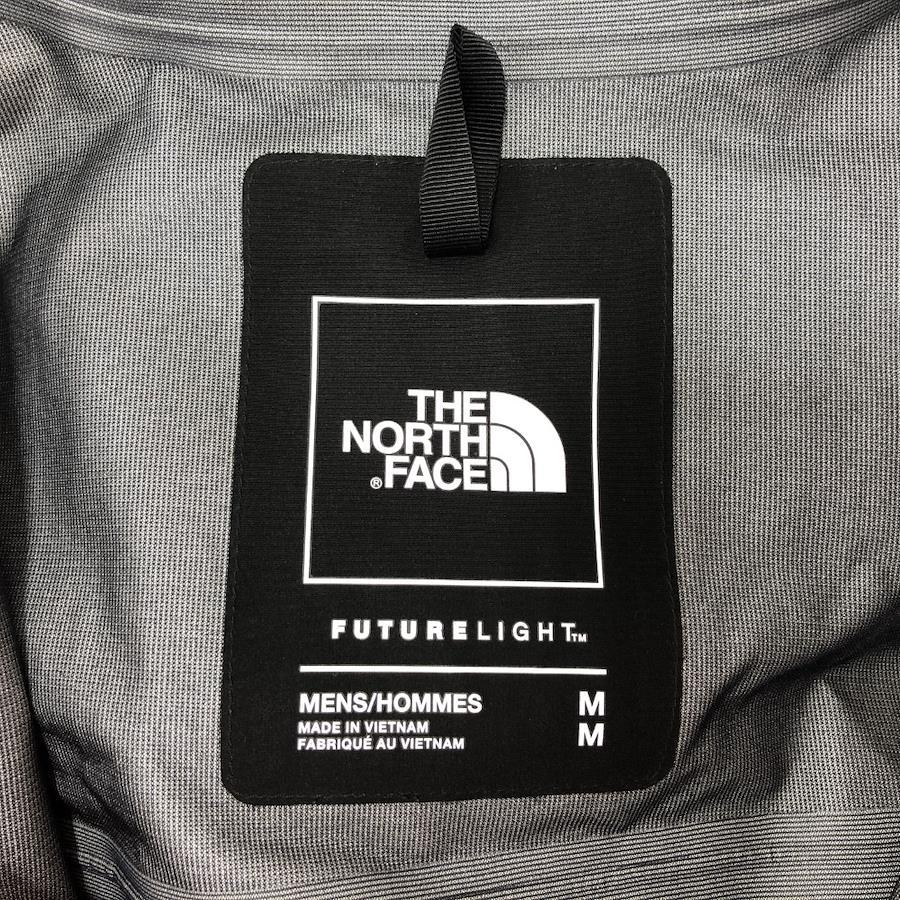 THE
NORTH
®FACE
FUTURELIGHT™
MENS/HOMMES M
MADE IN VIETNAM M
FABRIQUÉ AU VIETNAM